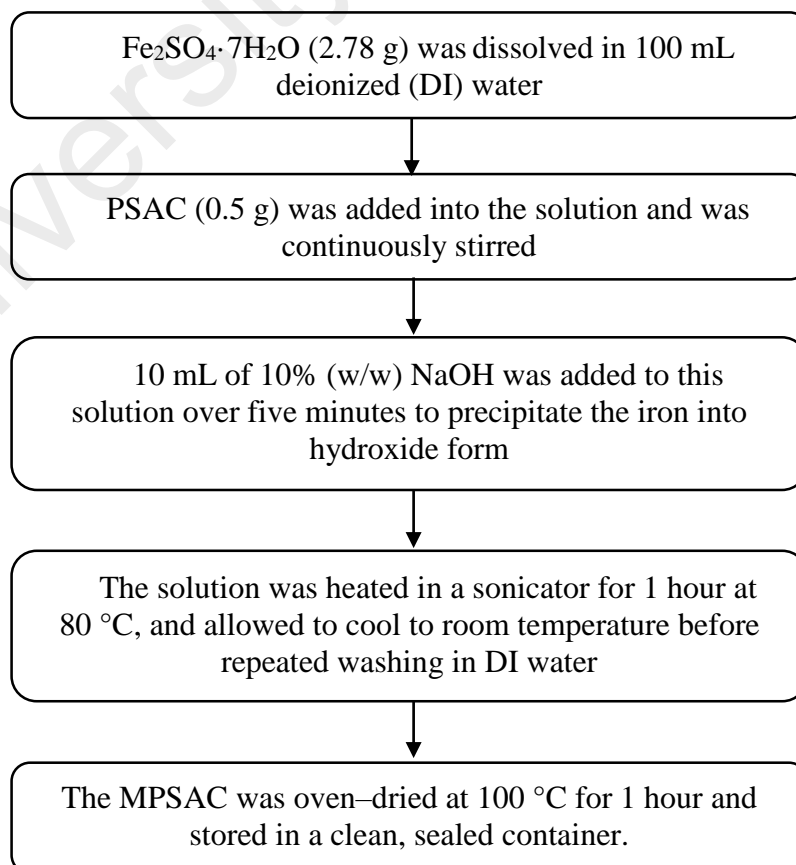 Fe₂SO₄·7H₂O (2.78 g) was dissolved in 100 mL
deionized (DI) water
PSAC (0.5 g) was added into the solution and was
continuously stirred
10 mL of 10% (w/w) NaOH was added to this
solution over five minutes to precipitate the iron into
hydroxide form
The solution was heated in a sonicator for 1 hour at
80 °C, and allowed to cool to room temperature before
repeated washing in DI water
The MPSAC was oven–dried at 100 °C for 1 hour and
stored in a clean, sealed container.